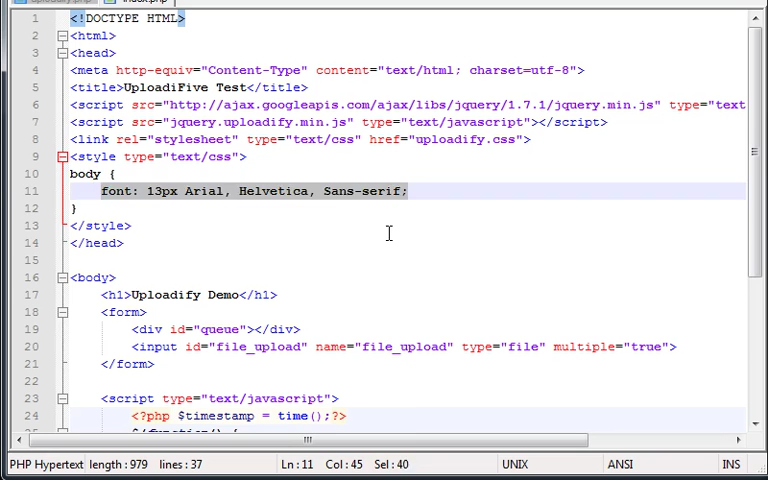 index.php
1 <!DOCTYPE HTML>
2 <html>
3 <head>
4 <meta http-equiv="Content-Type" content="text/html; charset=utf-8">
5 <title>UploadiFive Test</title>
6 <script src="http://ajax.googleapis.com/ajax/libs/jquery/1.7.1/jquery.min.js" type="text
7 <script src="jquery.uploadify.min.js" type="text/javascript"></script>
8 <link rel="stylesheet" type="text/css" href="uploadify.css">
9 <style type="text/css">
10 body {
11 font: 13px Arial, Helvetica, Sans-serif;
12 }
13 </style>
14 </head>
15
16 <body>
17 <h1>Uploadify Demo</h1>
18 <form>
19 <div id="queue"></div>
20 <input id="file_upload" name="file_upload" type="file" multiple="true">
21 </form>
22
23 <script type="text/javascript">
24 <?php $timestamp = time();?>
$(function() {
PHP Hypertext length : 979 lines : 37 Ln : 11 Col : 45 Sel : 40 UNIX ANSI INS